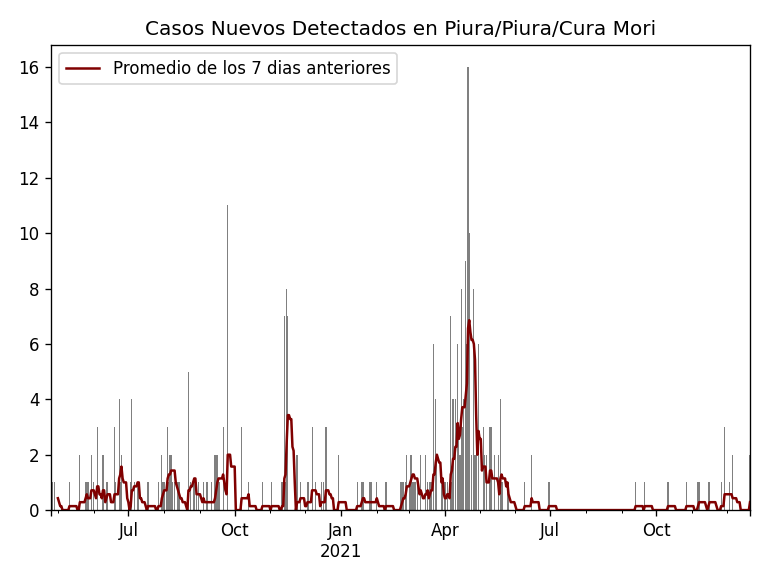 Casos Nuevos Detectados en Piura/Piura/Cura Mori
Promedio de los 7 dias anteriores
16
14
12
10
8
6
4
2
0
Jul
Oct
Jan
Apr
Jul
Oct
2021